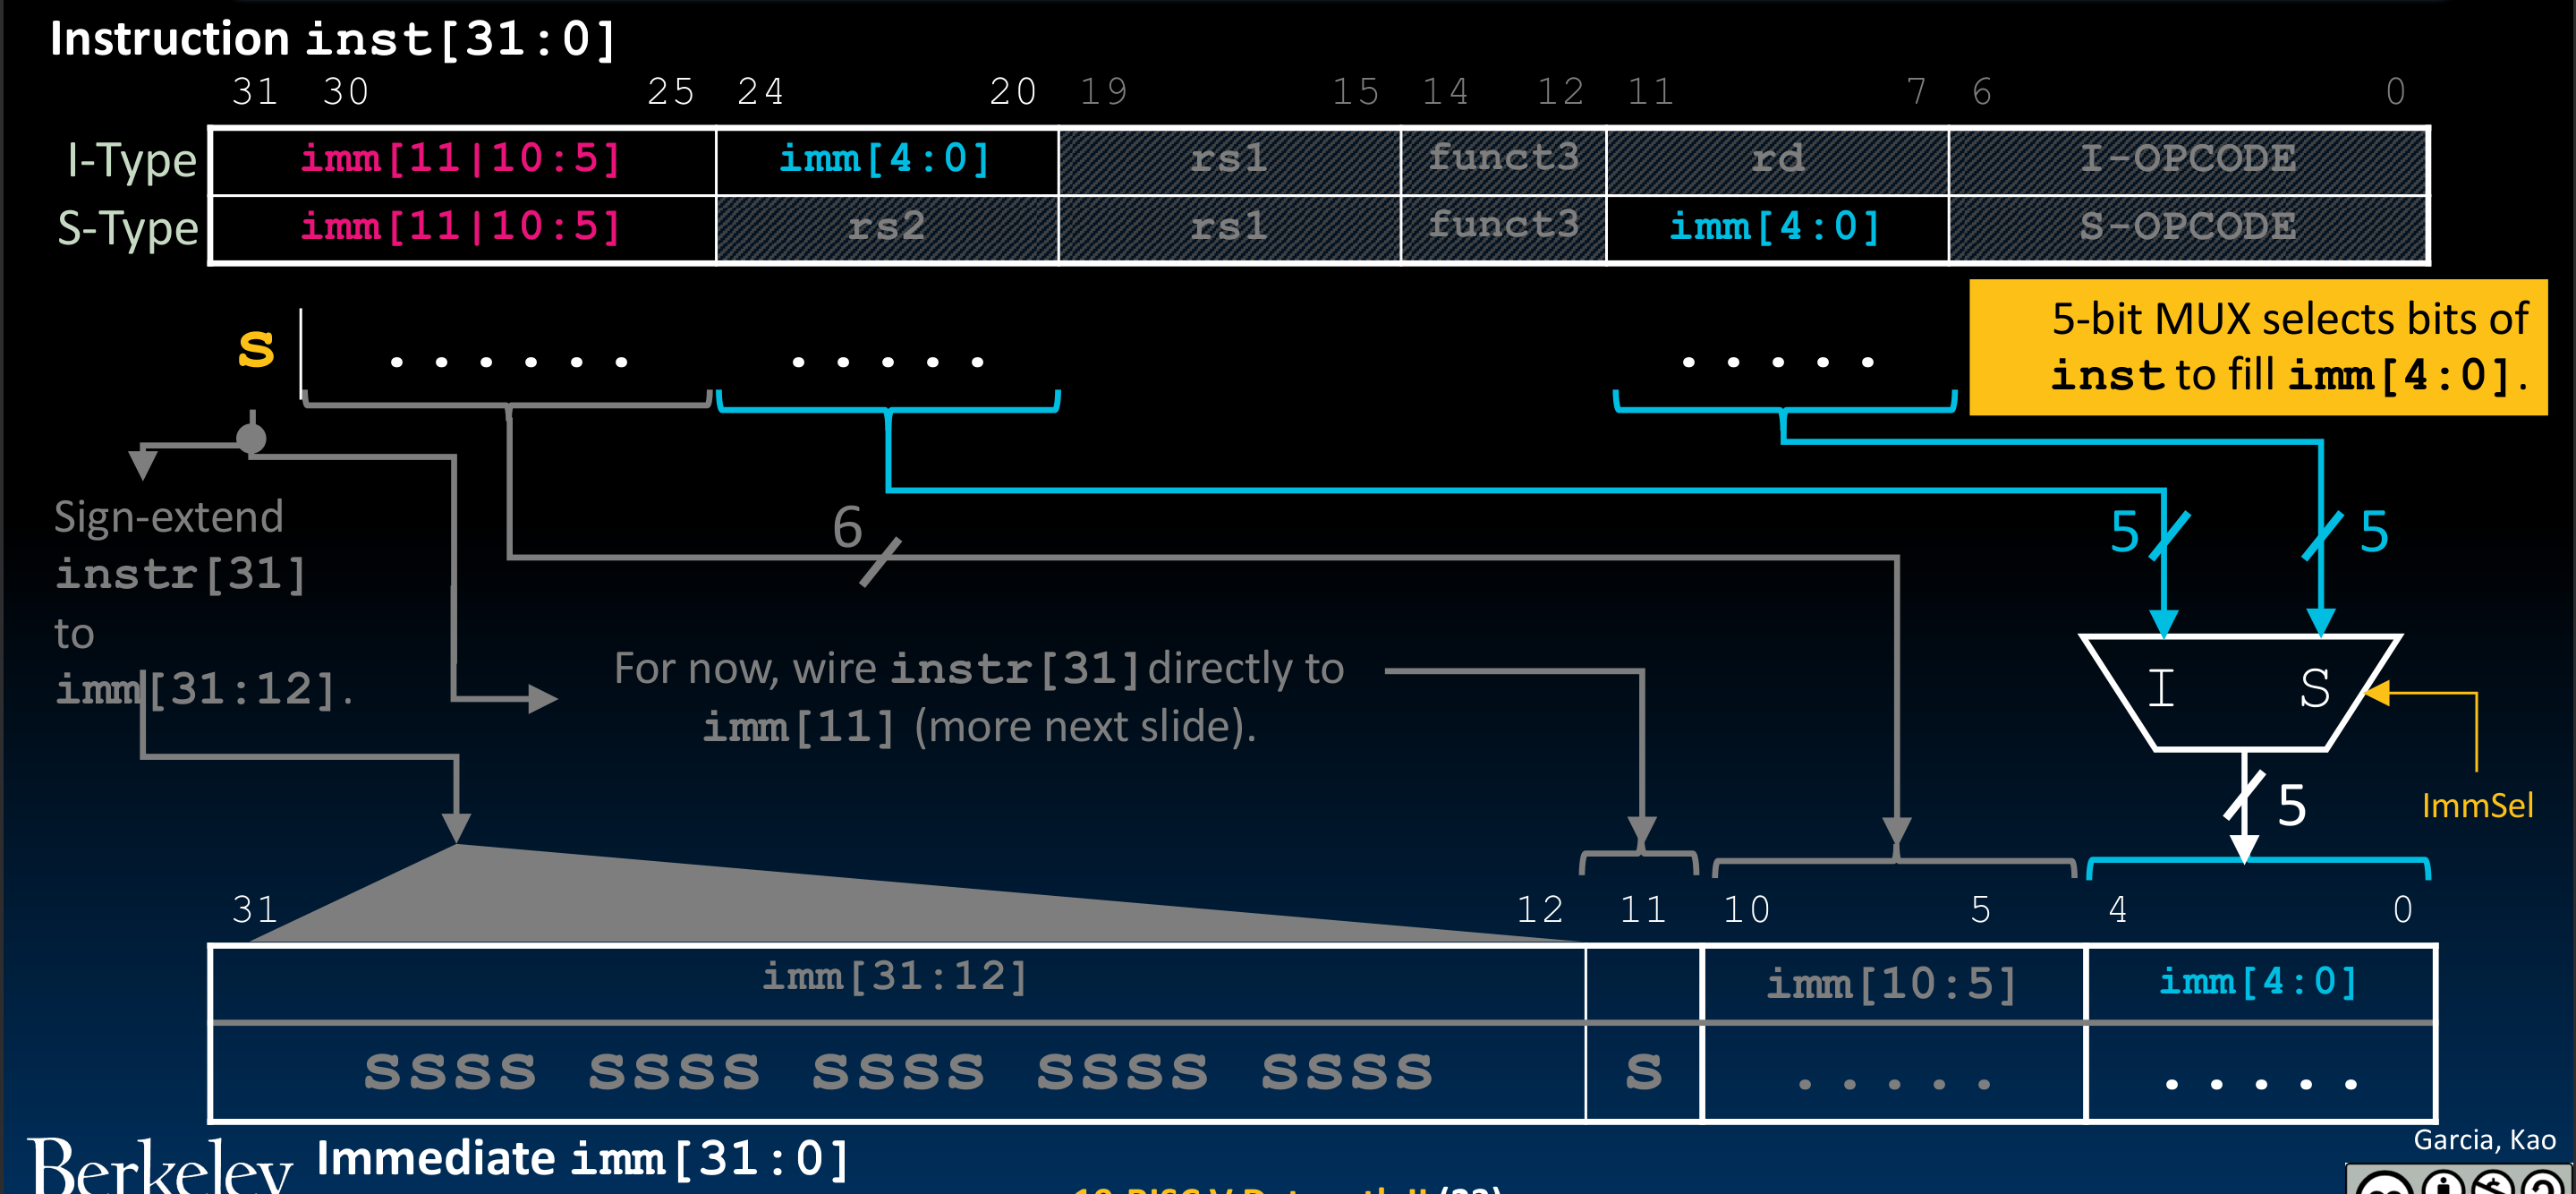 Instruction inst[31:0]
31 30 25 24 20 19 15 14 12 11 7 6 0
I-Type imm[11|10:5] imm[4:0] rs1 funct3 rd I-OPCODE
S-Type imm[11|10:5] rs2 rs1 funct3 imm[4:0] S-OPCODE
s ...... ..... .....
5-bit MUX selects bits of
inst to fill imm[4:0].
Sign-extend
instr[31]
to
imm[31:12].
6
5 5
For now, wire instr[31] directly to
imm[11] (more next slide).
I S
5
ImmSel
31 12 11 10 5 4 0
imm[31:12] imm[10:5] imm[4:0]
ssss ssss ssss ssss ssss s ..... .....
Berkeley
Immediate imm[31:0]
Garcia, Kao